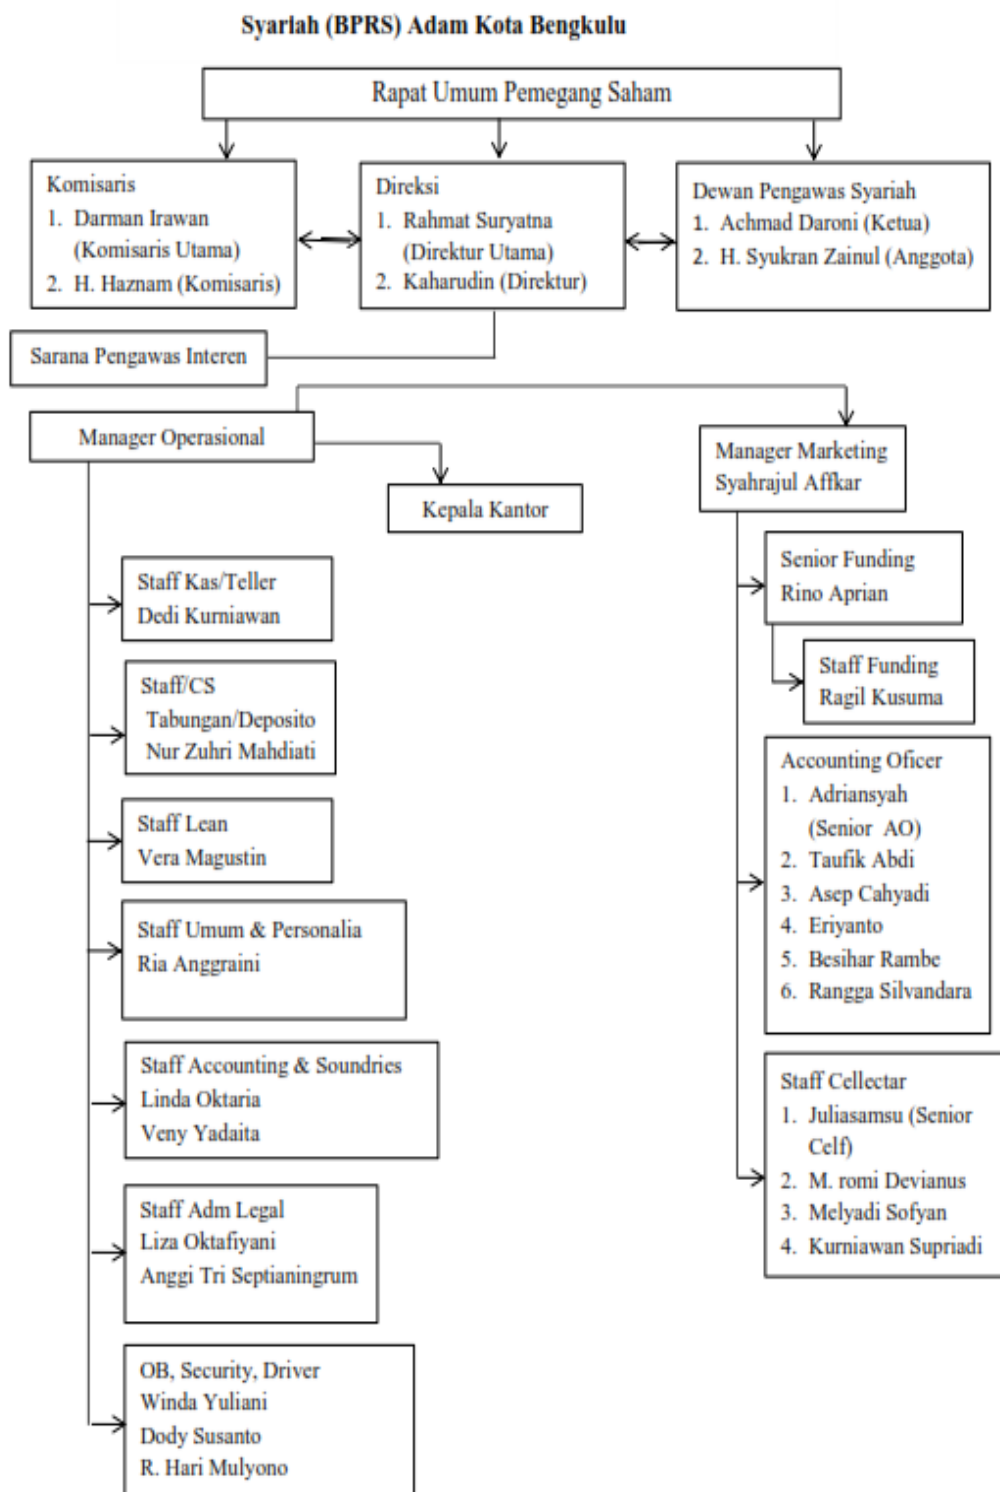 Syariah (BPRS) Adam Kota Bengkulu
Rapat Umum Pemegang Saham
Komisaris
1. Darman Irawan
(Komisaris Utama)
2. H. Haznam (Komisaris)
Direksi
1. Rahmat Suryatna
(Direktur Utama)
2. Kaharudin (Direktur)
Dewan Pengawas Syariah
1. Achmad Daroni (Ketua)
2. H. Syukran Zainul (Anggota)
Sarana Pengawas Interen
Manager Operasional
Kepala Kantor
Manager Marketing
Syahrajul Affkar
Staff Kas/Teller
Dedi Kurniawan
Staff/CS
Tabungan/Deposito
Nur Zuhri Mahdiati
Staff Lean
Vera Magustin
Staff Umum & Personalia
Ria Anggraini
Staff Accounting & Soundries
Linda Oktaria
Veny Yadaita
Staff Adm Legal
Liza Oktafiyani
Anggi Tri Septianingrum
OB, Security, Driver
Winda Yuliani
Dody Susanto
R. Hari Mulyono
Senior Funding
Rino Aprian
Staff Funding
Ragil Kusuma
Accounting Oficer
1. Adriansyah
(Senior AO)
2. Taufik Abdi
3. Asep Cahyadi
4. Eriyanto
5. Besihar Rambe
6. Rangga Silvandara
Staff Cellectar
1. Juliasamsu (Senior
Celf)
2. M. romi Devianus
3. Melyadi Sofyan
4. Kurniawan Supriadi